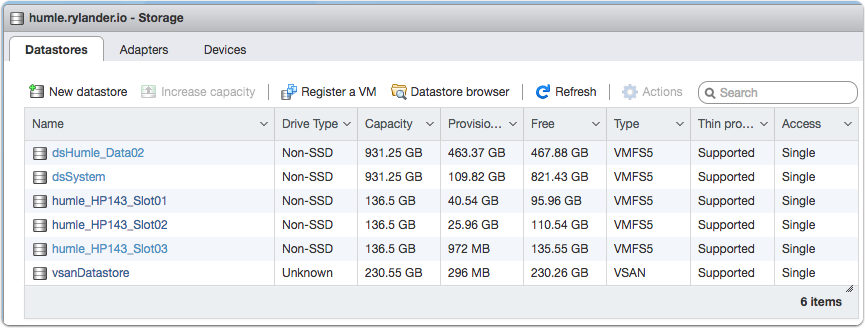 humle.rylander.io - Storage
Datastores Adapters Devices
New datastore Increase capacity Register a VM Datastore browser Refresh Actions Search
Name Drive Type Capacity Provisio... Free Type Thin pro... Access
dsHumle_Data02 Non-SSD 931.25 GB 463.37 GB 467.88 GB VMFS5 Supported Single
dsSystem Non-SSD 931.25 GB 109.82 GB 821.43 GB VMFS5 Supported Single
humle_HP143_Slot01 Non-SSD 136.5 GB 40.54 GB 95.96 GB VMFS5 Supported Single
humle_HP143_Slot02 Non-SSD 136.5 GB 25.96 GB 110.54 GB VMFS5 Supported Single
humle_HP143_Slot03 Non-SSD 136.5 GB 972 MB 135.55 GB VMFS5 Supported Single
vsanDatastore Unknown 230.55 GB 296 MB 230.26 GB VSAN Supported Single
6 items